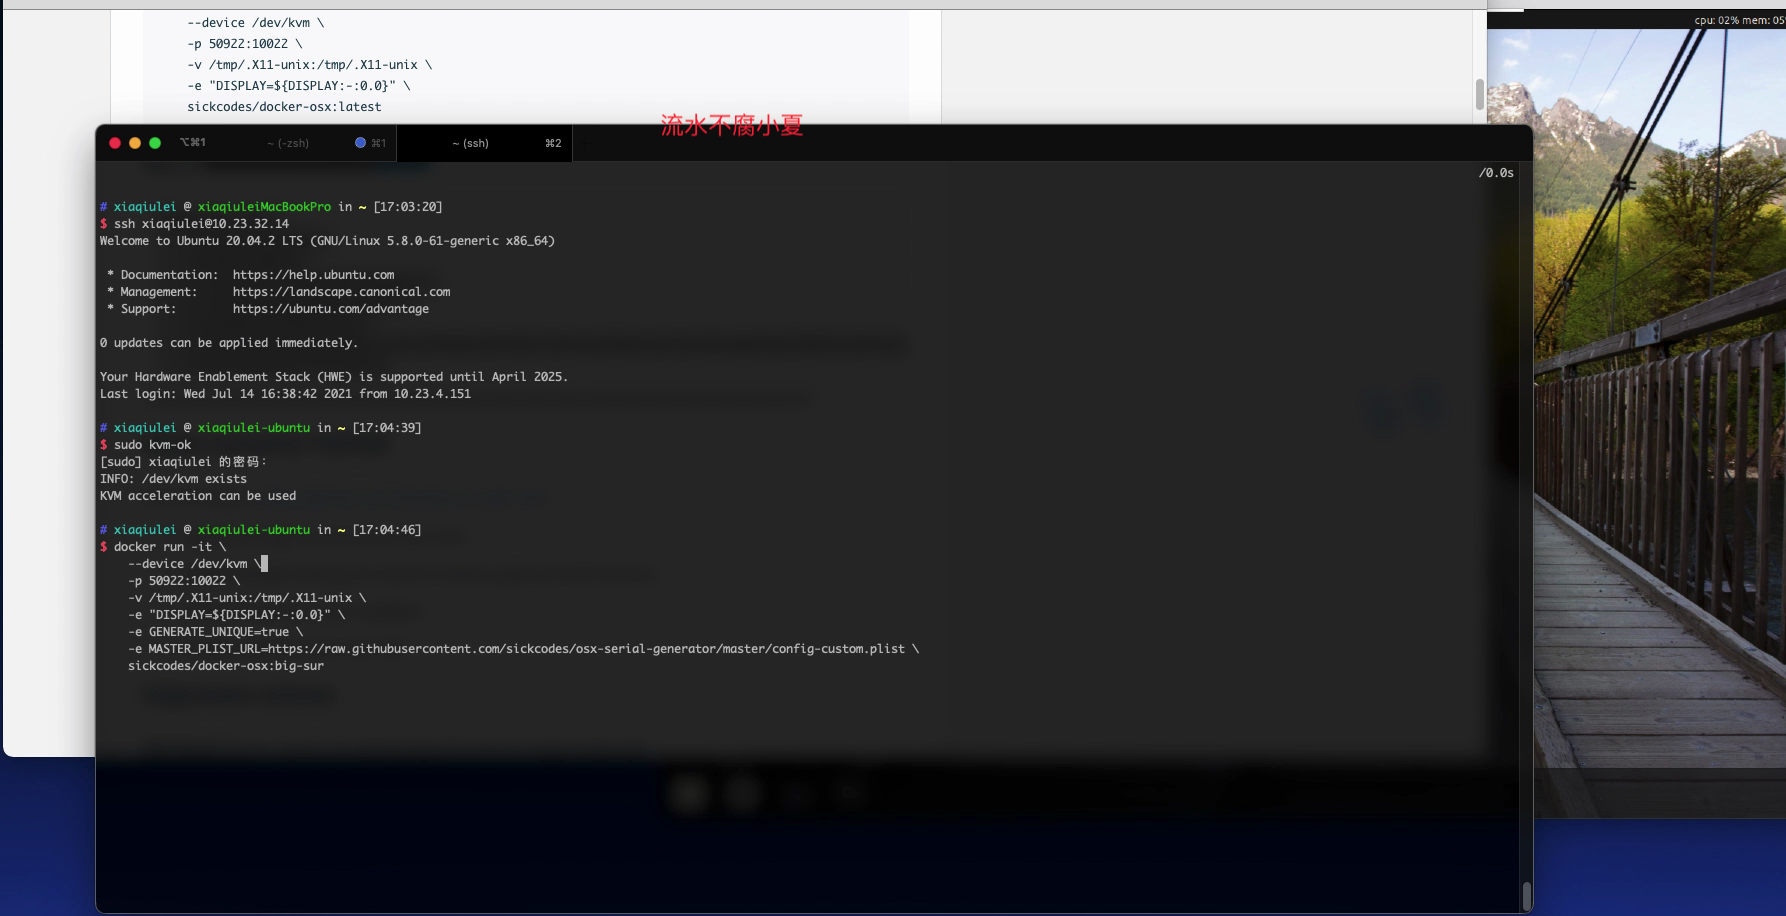 --device /dev/kvm \
-p 50922:10022 \
-v /tmp/.X11-unix:/tmp/.X11-unix \
-e "DISPLAY=${DISPLAY:-:0.0}" \
sickcodes/docker-osx:latest
cpu: 02% mem: 05
流水不腐小夏
⌥⌘1 ~ (-zsh) ⌘1 ~ (ssh) ⌘2
/0.0s
# xiaqiulei @ xiaqiuleiMacBookPro in ~ [17:03:20]
$ ssh xiaqiulei@10.23.32.14
Welcome to Ubuntu 20.04.2 LTS (GNU/Linux 5.8.0-61-generic x86_64)
* Documentation: https://help.ubuntu.com
* Management: https://landscape.canonical.com
* Support: https://ubuntu.com/advantage
0 updates can be applied immediately.
Your Hardware Enablement Stack (HWE) is supported until April 2025.
Last login: Wed Jul 14 16:38:42 2021 from 10.23.4.151
# xiaqiulei @ xiaqiulei-ubuntu in ~ [17:04:39]
$ sudo kvm-ok
[sudo] xiaqiulei 的密码：
INFO: /dev/kvm exists
KVM acceleration can be used
# xiaqiulei @ xiaqiulei-ubuntu in ~ [17:04:46]
$ docker run -it \
--device /dev/kvm \
-p 50922:10022 \
-v /tmp/.X11-unix:/tmp/.X11-unix \
-e "DISPLAY=${DISPLAY:-:0.0}" \
-e GENERATE_UNIQUE=true \
-e MASTER_PLIST_URL=https://raw.githubusercontent.com/sickcodes/osx-serial-generator/master/config-custom.plist \
sickcodes/docker-osx:big-sur